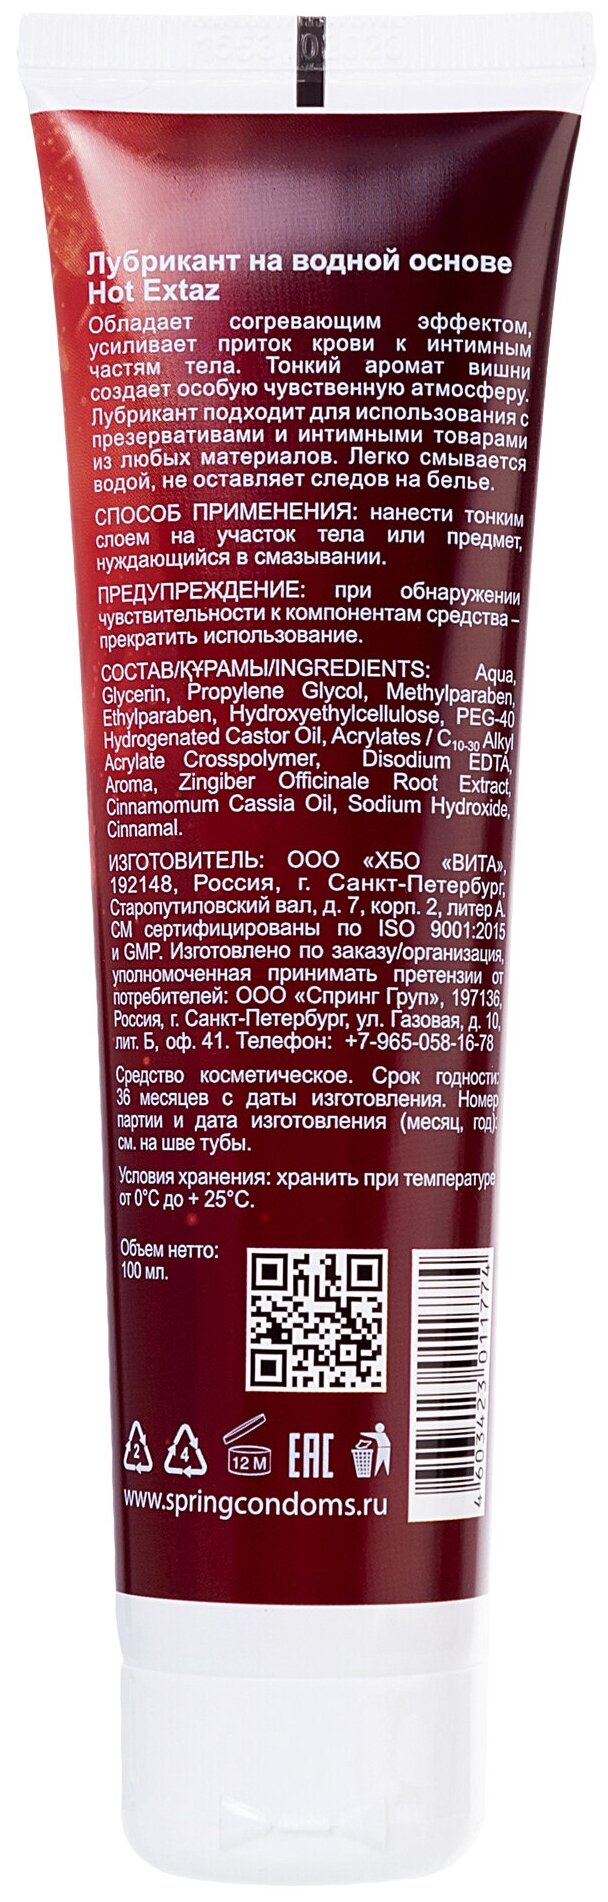 Лубрикант на водной основе
Hot Extaz
Обладает согревающим эффектом,
усиливает приток крови к интимным
частям тела. Тонкий аромат вишни
создает особую чувственную атмосферу.
Лубрикант подходит для использования с
презервативами и интимными товарами
из любых материалов. Легко смывается
водой, не оставляет следов на белье.
СПОСОБ ПРИМЕНЕНИЯ: нанести тонким
слоем на участок тела или предмет,
нуждающийся в смазывании.
ПРЕДУПРЕЖДЕНИЕ: при обнаружении
чувствительности к компонентам средства –
прекратить использование.
СОСТАВ/ҚҰРАМЫ/INGREDIENTS: Aqua,
Glycerin, Propylene Glycol, Methylparaben,
Ethylparaben, Hydroxyethylcellulose, PEG-40
Hydrogenated Castor Oil, Acrylates / C10-30 Alkyl
Acrylate Crosspolymer, Disodium EDTA,
Aroma, Zingiber Officinale Root Extract,
Cinnamomum Cassia Oil, Sodium Hydroxide,
Cinnamal.
ИЗГОТОВИТЕЛЬ: ООО «ХБО «ВИТА»,
192148, Россия, г. Санкт-Петербург,
Старопутиловский вал, д. 7, корп. 2, литер А.
СМ сертифицированы по ISO 9001:2015
и GMP. Изготовлено по заказу/организация,
уполномоченная принимать претензии от
потребителей: ООО «Спринг Груп», 197136,
Россия, г. Санкт-Петербург, ул. Газовая, д. 10,
лит. Б, оф. 41. Телефон: +7-965-058-16-78
Средство косметическое. Срок годности:
36 месяцев с даты изготовления. Номер
партии и дата изготовления (месяц, год):
см. на шве тубы.
Условия хранения: хранить при температуре
от 0°C до + 25°C.
Объем нетто:
100 мл.
4 603423 011774
2 4 12 M EAC
www.springcondoms.ru